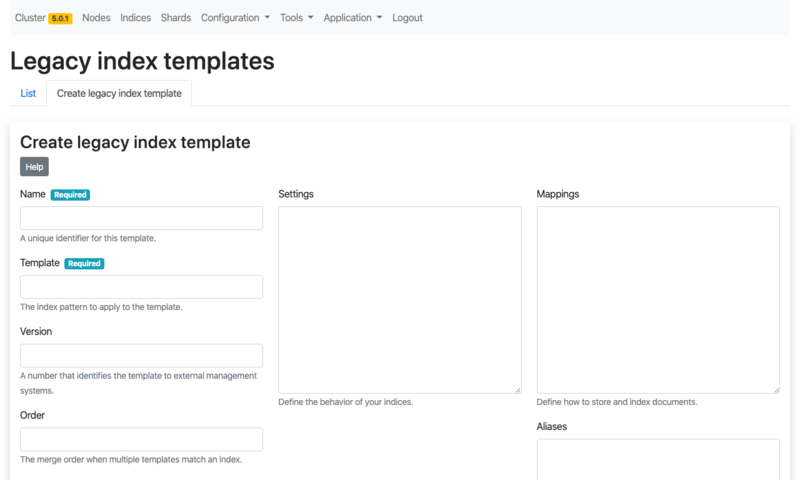 Cluster 5.0.1 Nodes Indices Shards Configuration Tools Application Logout
Legacy index templates
List Create legacy index template
Create legacy index template
Help
Name Required
A unique identifier for this template.
Template Required
The index pattern to apply to the template.
Version
A number that identifies the template to external management
systems.
Order
The merge order when multiple templates match an index.
Settings
Define the behavior of your indices.
Mappings
Define how to store and index documents.
Aliases